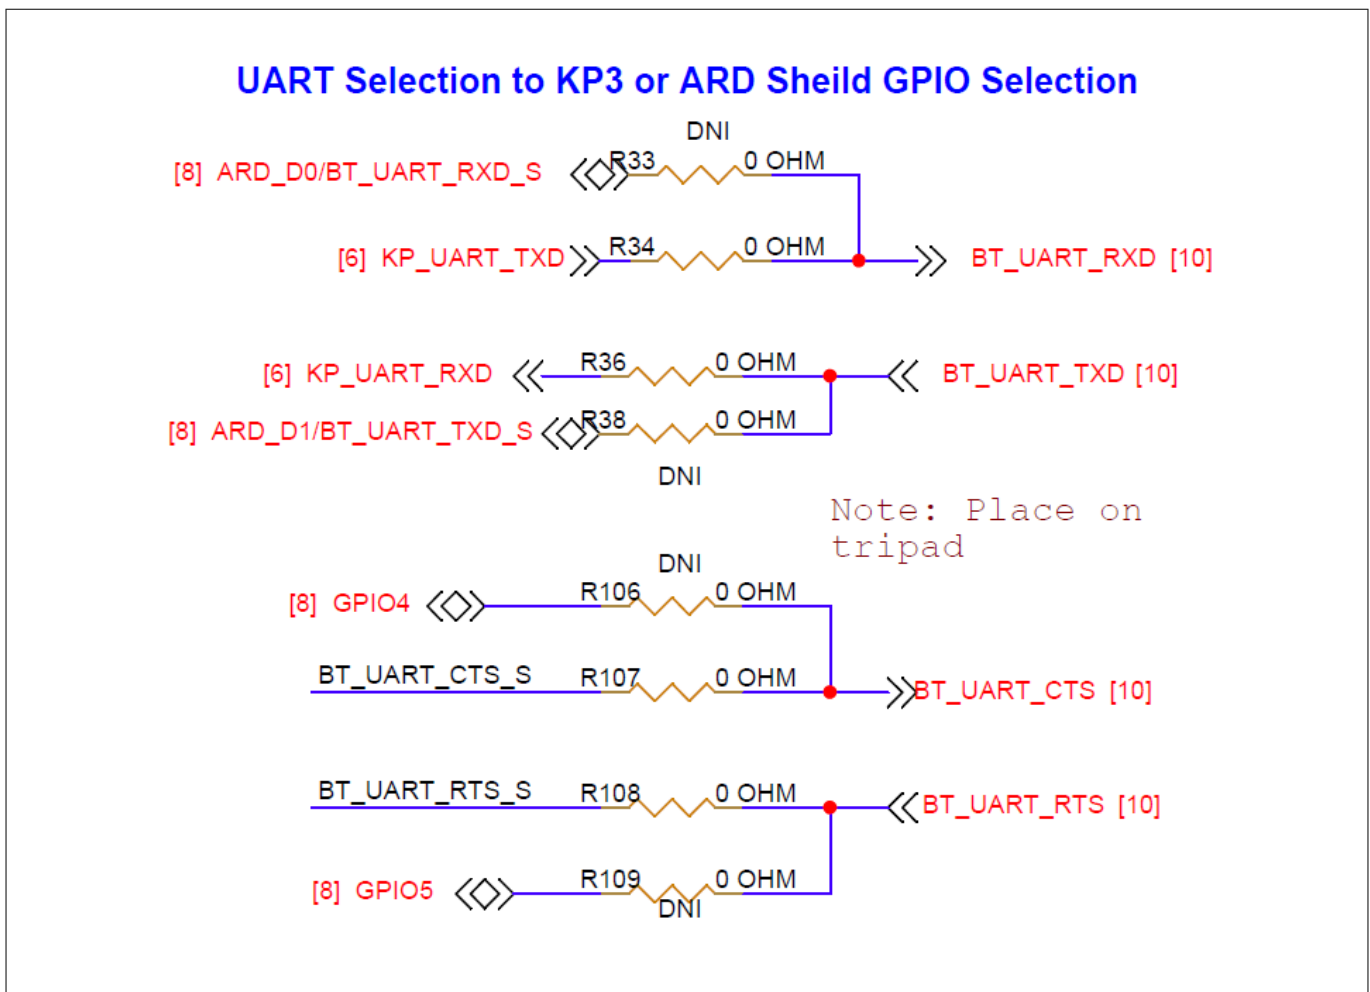 UART Selection to KP3 or ARD Sheild GPIO Selection
DNI
[8] ARD_D0/BT_UART_RXD_S R33 0 OHM
[6] KP_UART_TXD R34 0 OHM BT_UART_RXD [10]
[6] KP_UART_RXD R36 0 OHM BT_UART_TXD [10]
[8] ARD_D1/BT_UART_TXD_S R38 0 OHM
DNI
Note: Place on
tripad
DNI
[8] GPIO4 R106 0 OHM
BT_UART_CTS_S R107 0 OHM BT_UART_CTS [10]
BT_UART_RTS_S R108 0 OHM BT_UART_RTS [10]
[8] GPIO5 R109 0 OHM
DNI